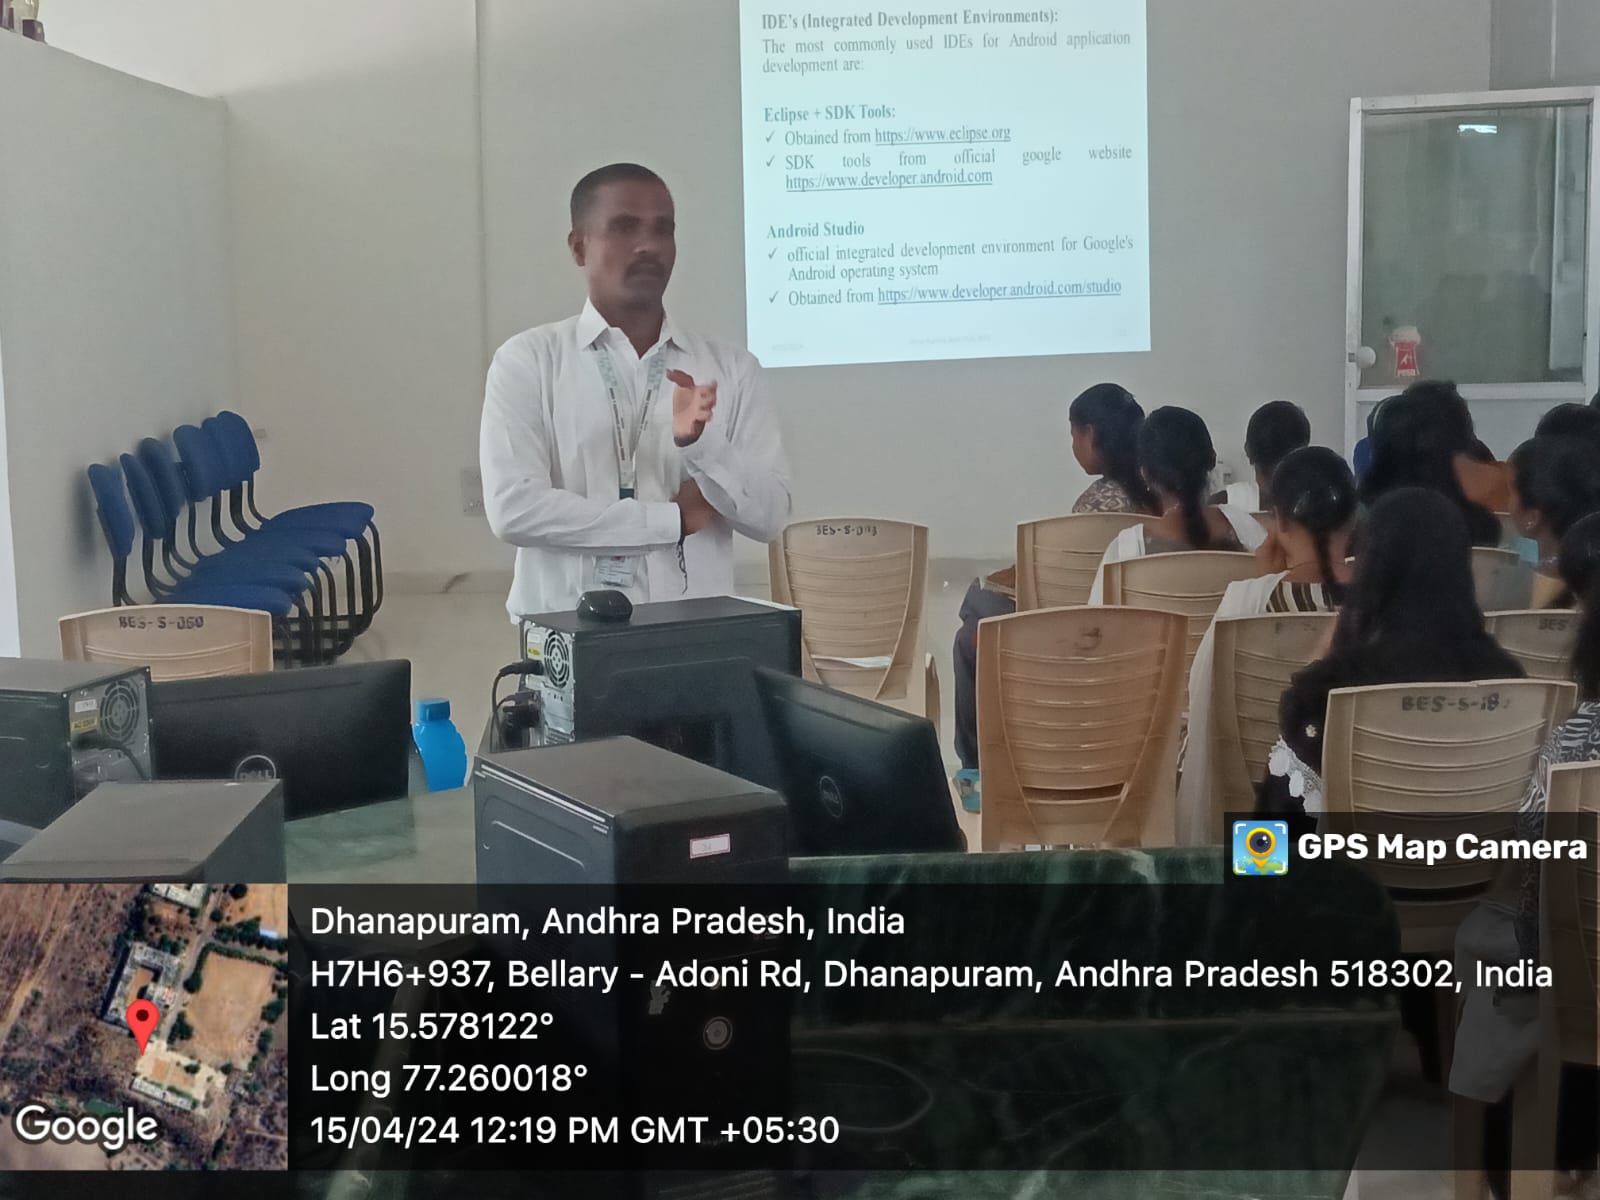 IDE's (Integrated Development Environments):
The most commonly used IDEs for Android application
development are:
Eclipse + SDK Tools:
✓ Obtained from https://www.eclipse.org
✓ SDK tools from official google website
https://www.developer.android.com
Android Studio
✓ official integrated development environment for Google's
Android operating system
✓ Obtained from https://www.developer.android.com/studio
BES-S-060
BES-S-18
BES
DELL
DELL
GPS Map Camera
Dhanapuram, Andhra Pradesh, India
H7H6+937, Bellary - Adoni Rd, Dhanapuram, Andhra Pradesh 518302, India
Lat 15.578122°
Long 77.260018°
15/04/24 12:19 PM GMT +05:30
Google